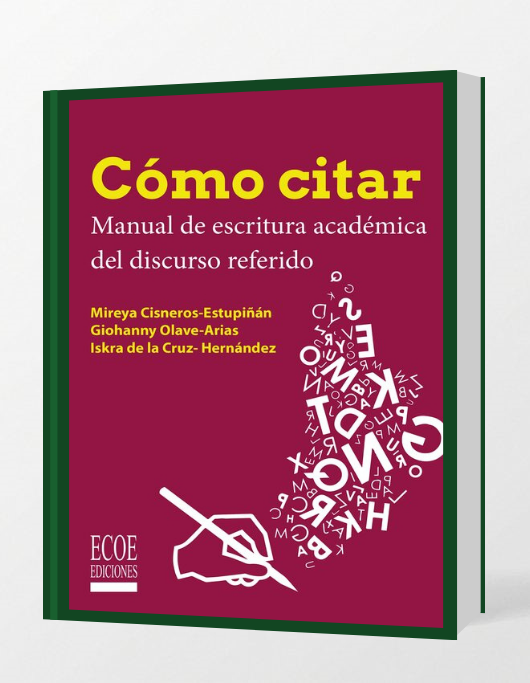 Cómo citar
Manual de escritura académica
del discurso referido
Mireya Cisneros-Estupiñán
Giohanny Olave-Arias
Iskra de la Cruz- Hernández
ECOE
EDICIONES